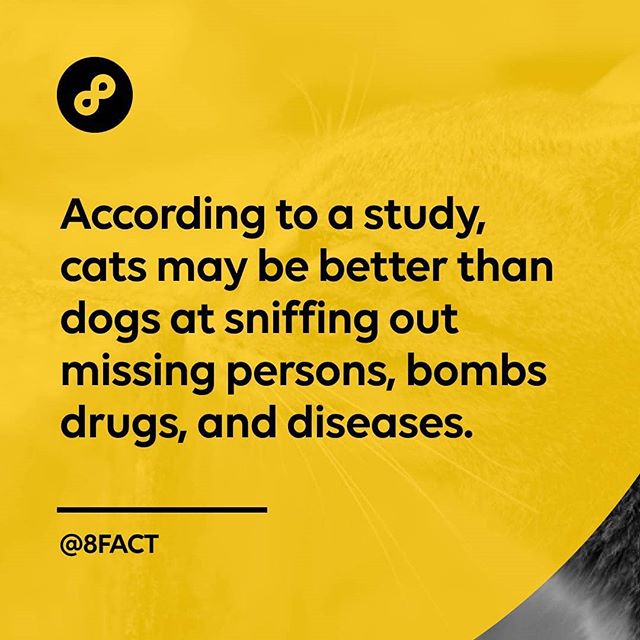 According to a study,
cats may be better than
dogs at sniffing out
missing persons, bombs
drugs, and diseases.
@8FACT